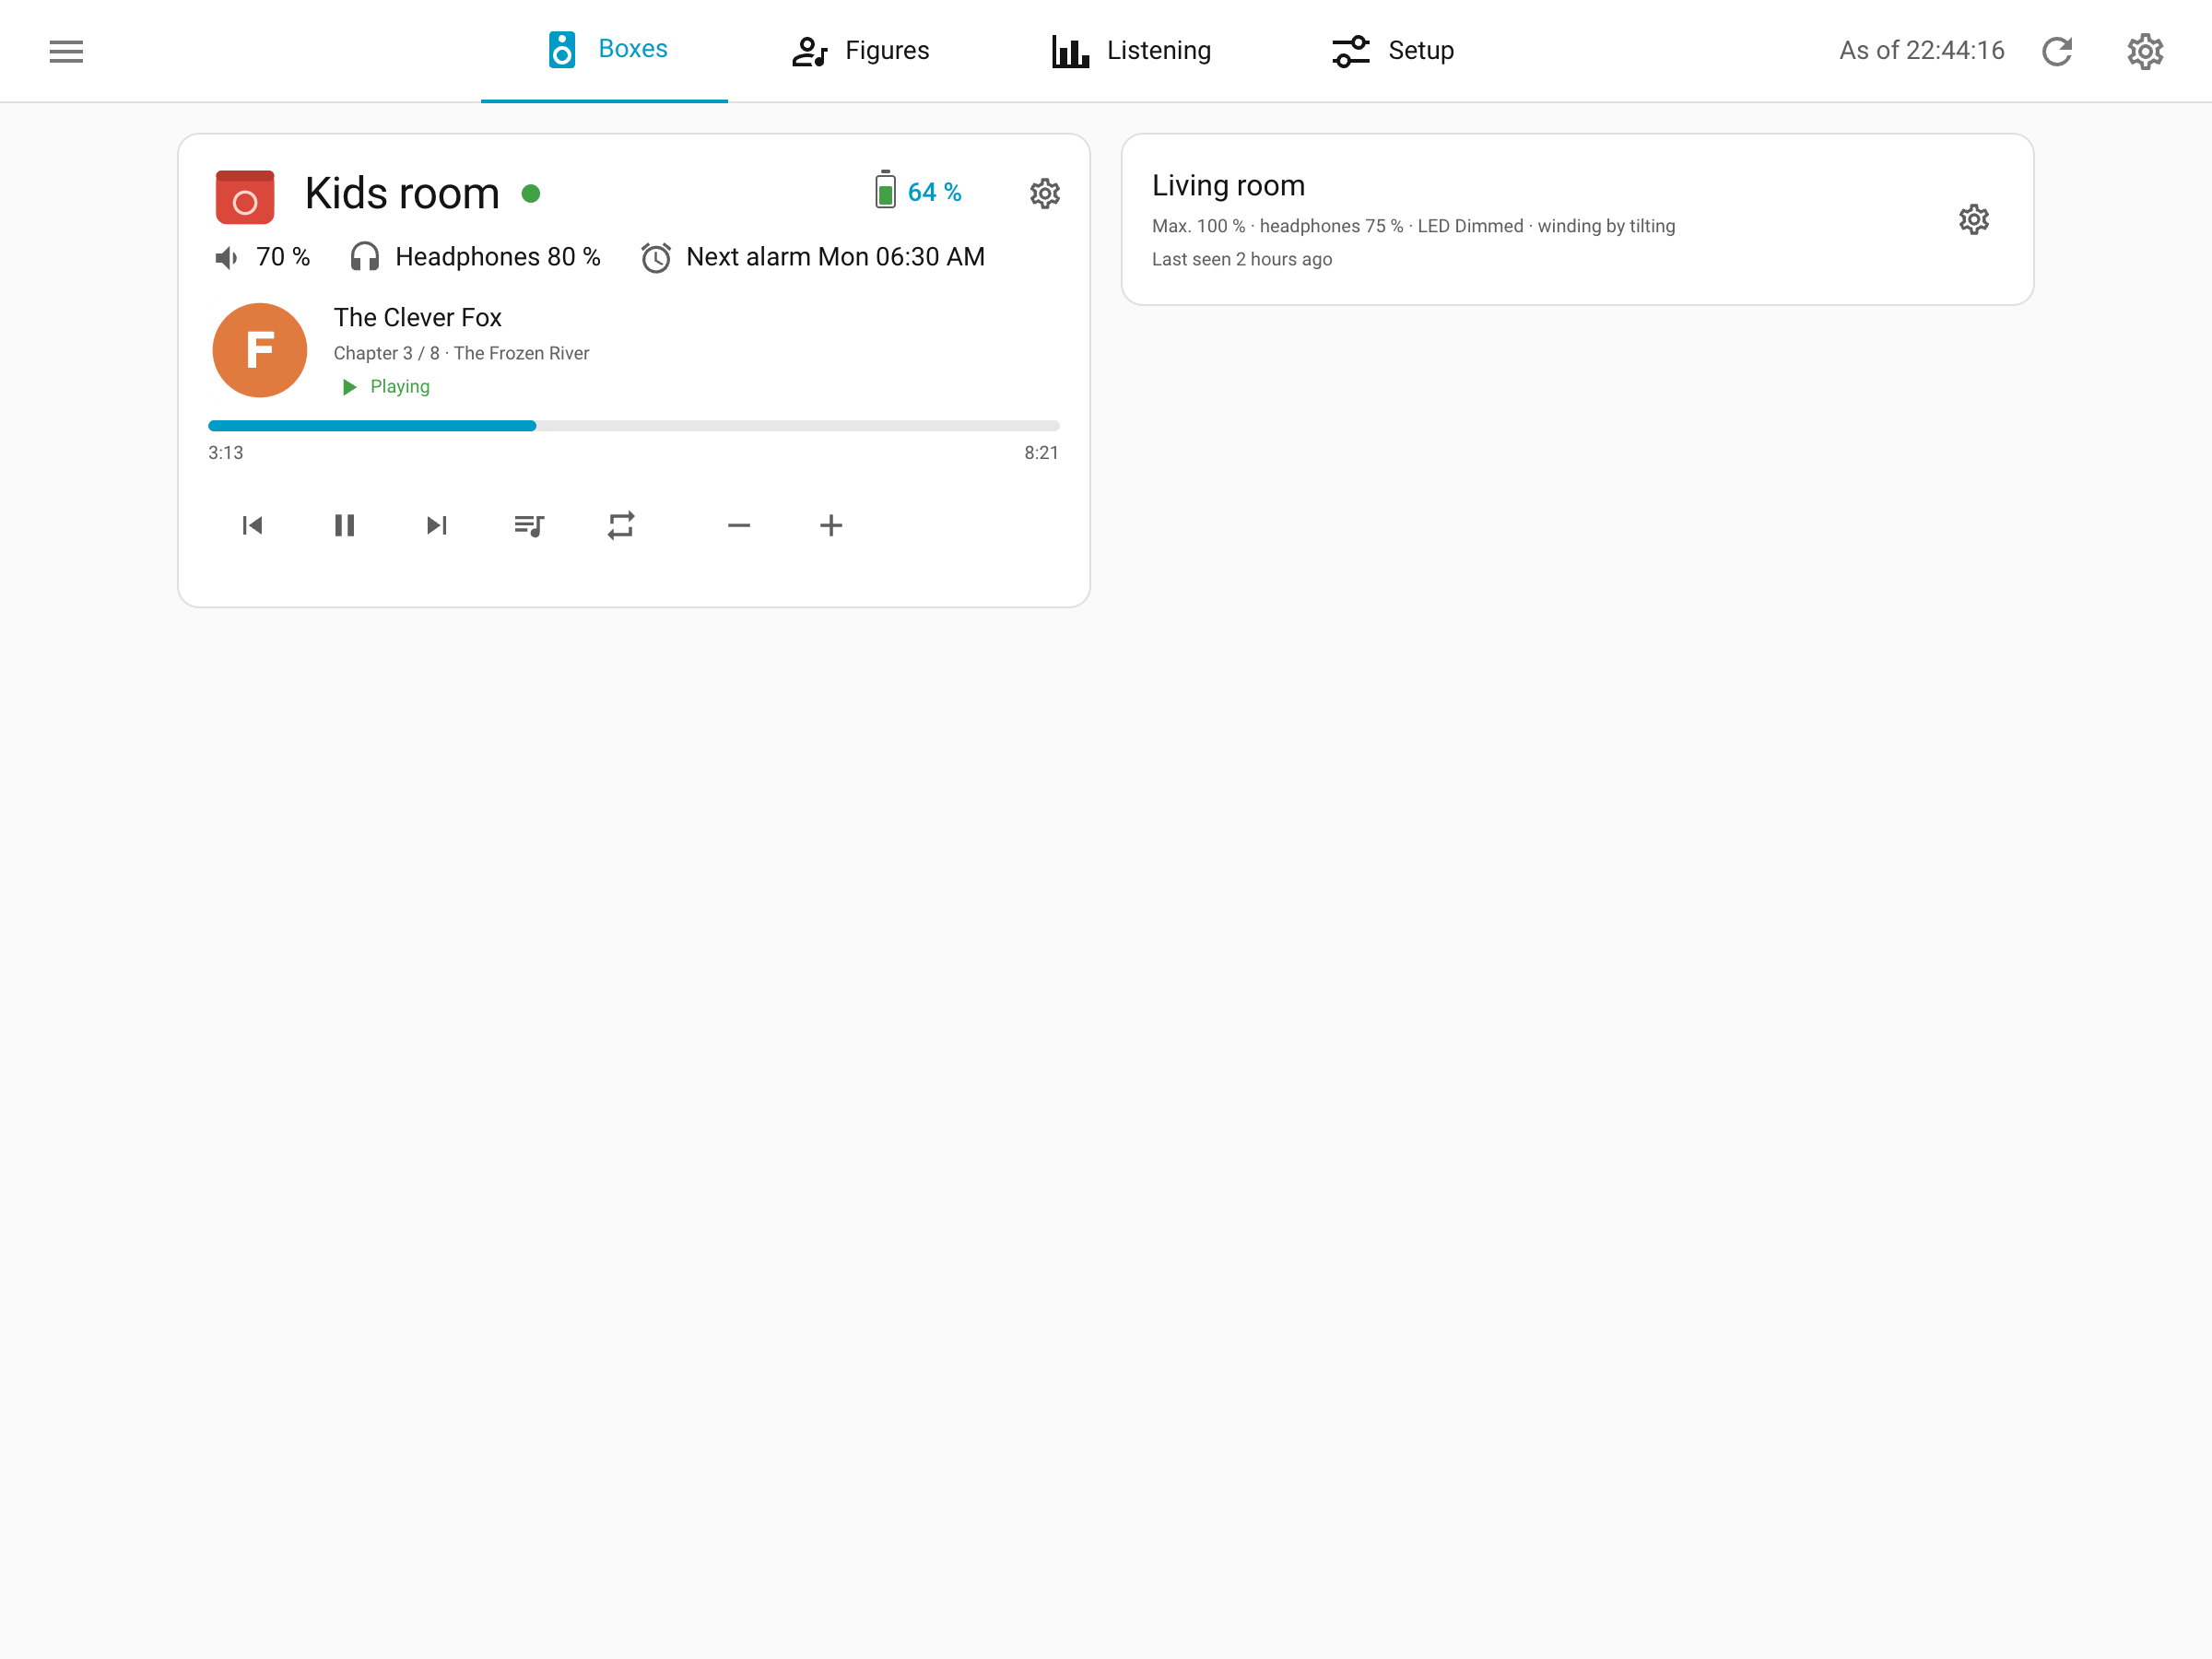 Boxes
Figures
Listening
Setup
As of 22:44:16
Kids room
64 %
70 %
Headphones 80 %
Next alarm Mon 06:30 AM
F
The Clever Fox
Chapter 3 / 8 · The Frozen River
Playing
3:13
8:21
Living room
Max. 100 % · headphones 75 % · LED Dimmed · winding by tilting
Last seen 2 hours ago